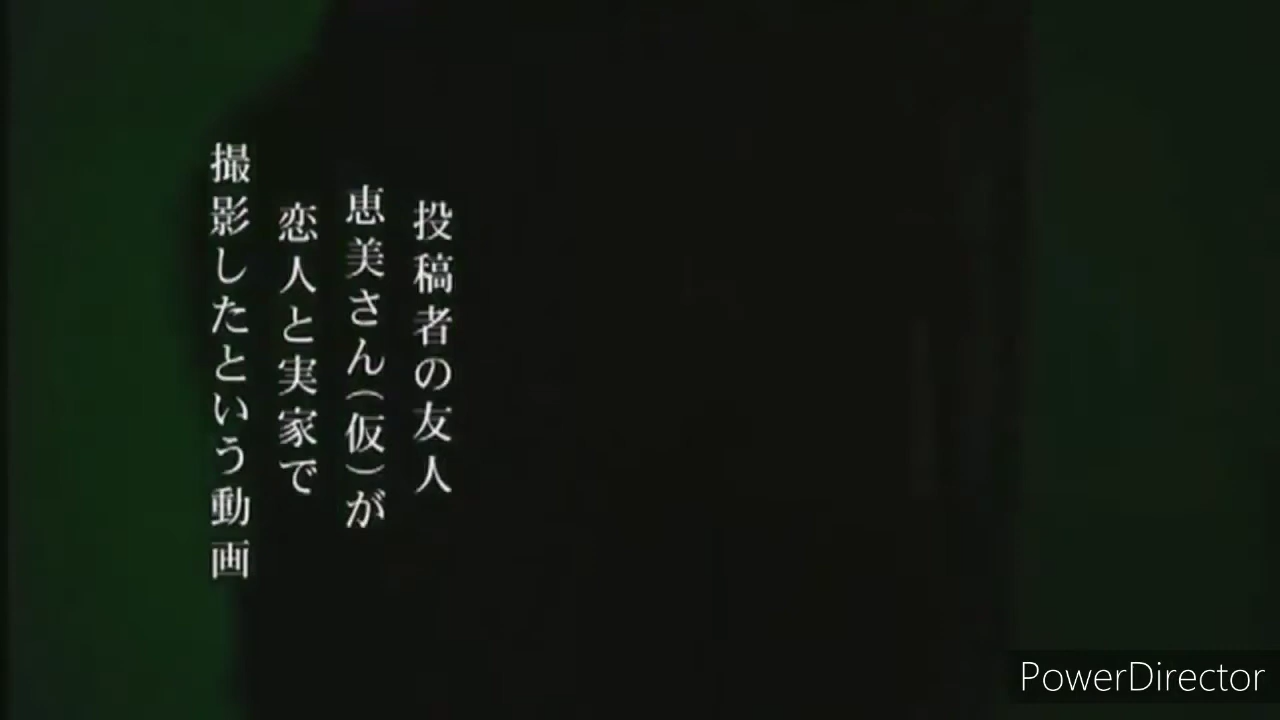 投稿者の友人
恵美さん(仮)が
恋人と実家で
撮影したという動画
PowerDirector